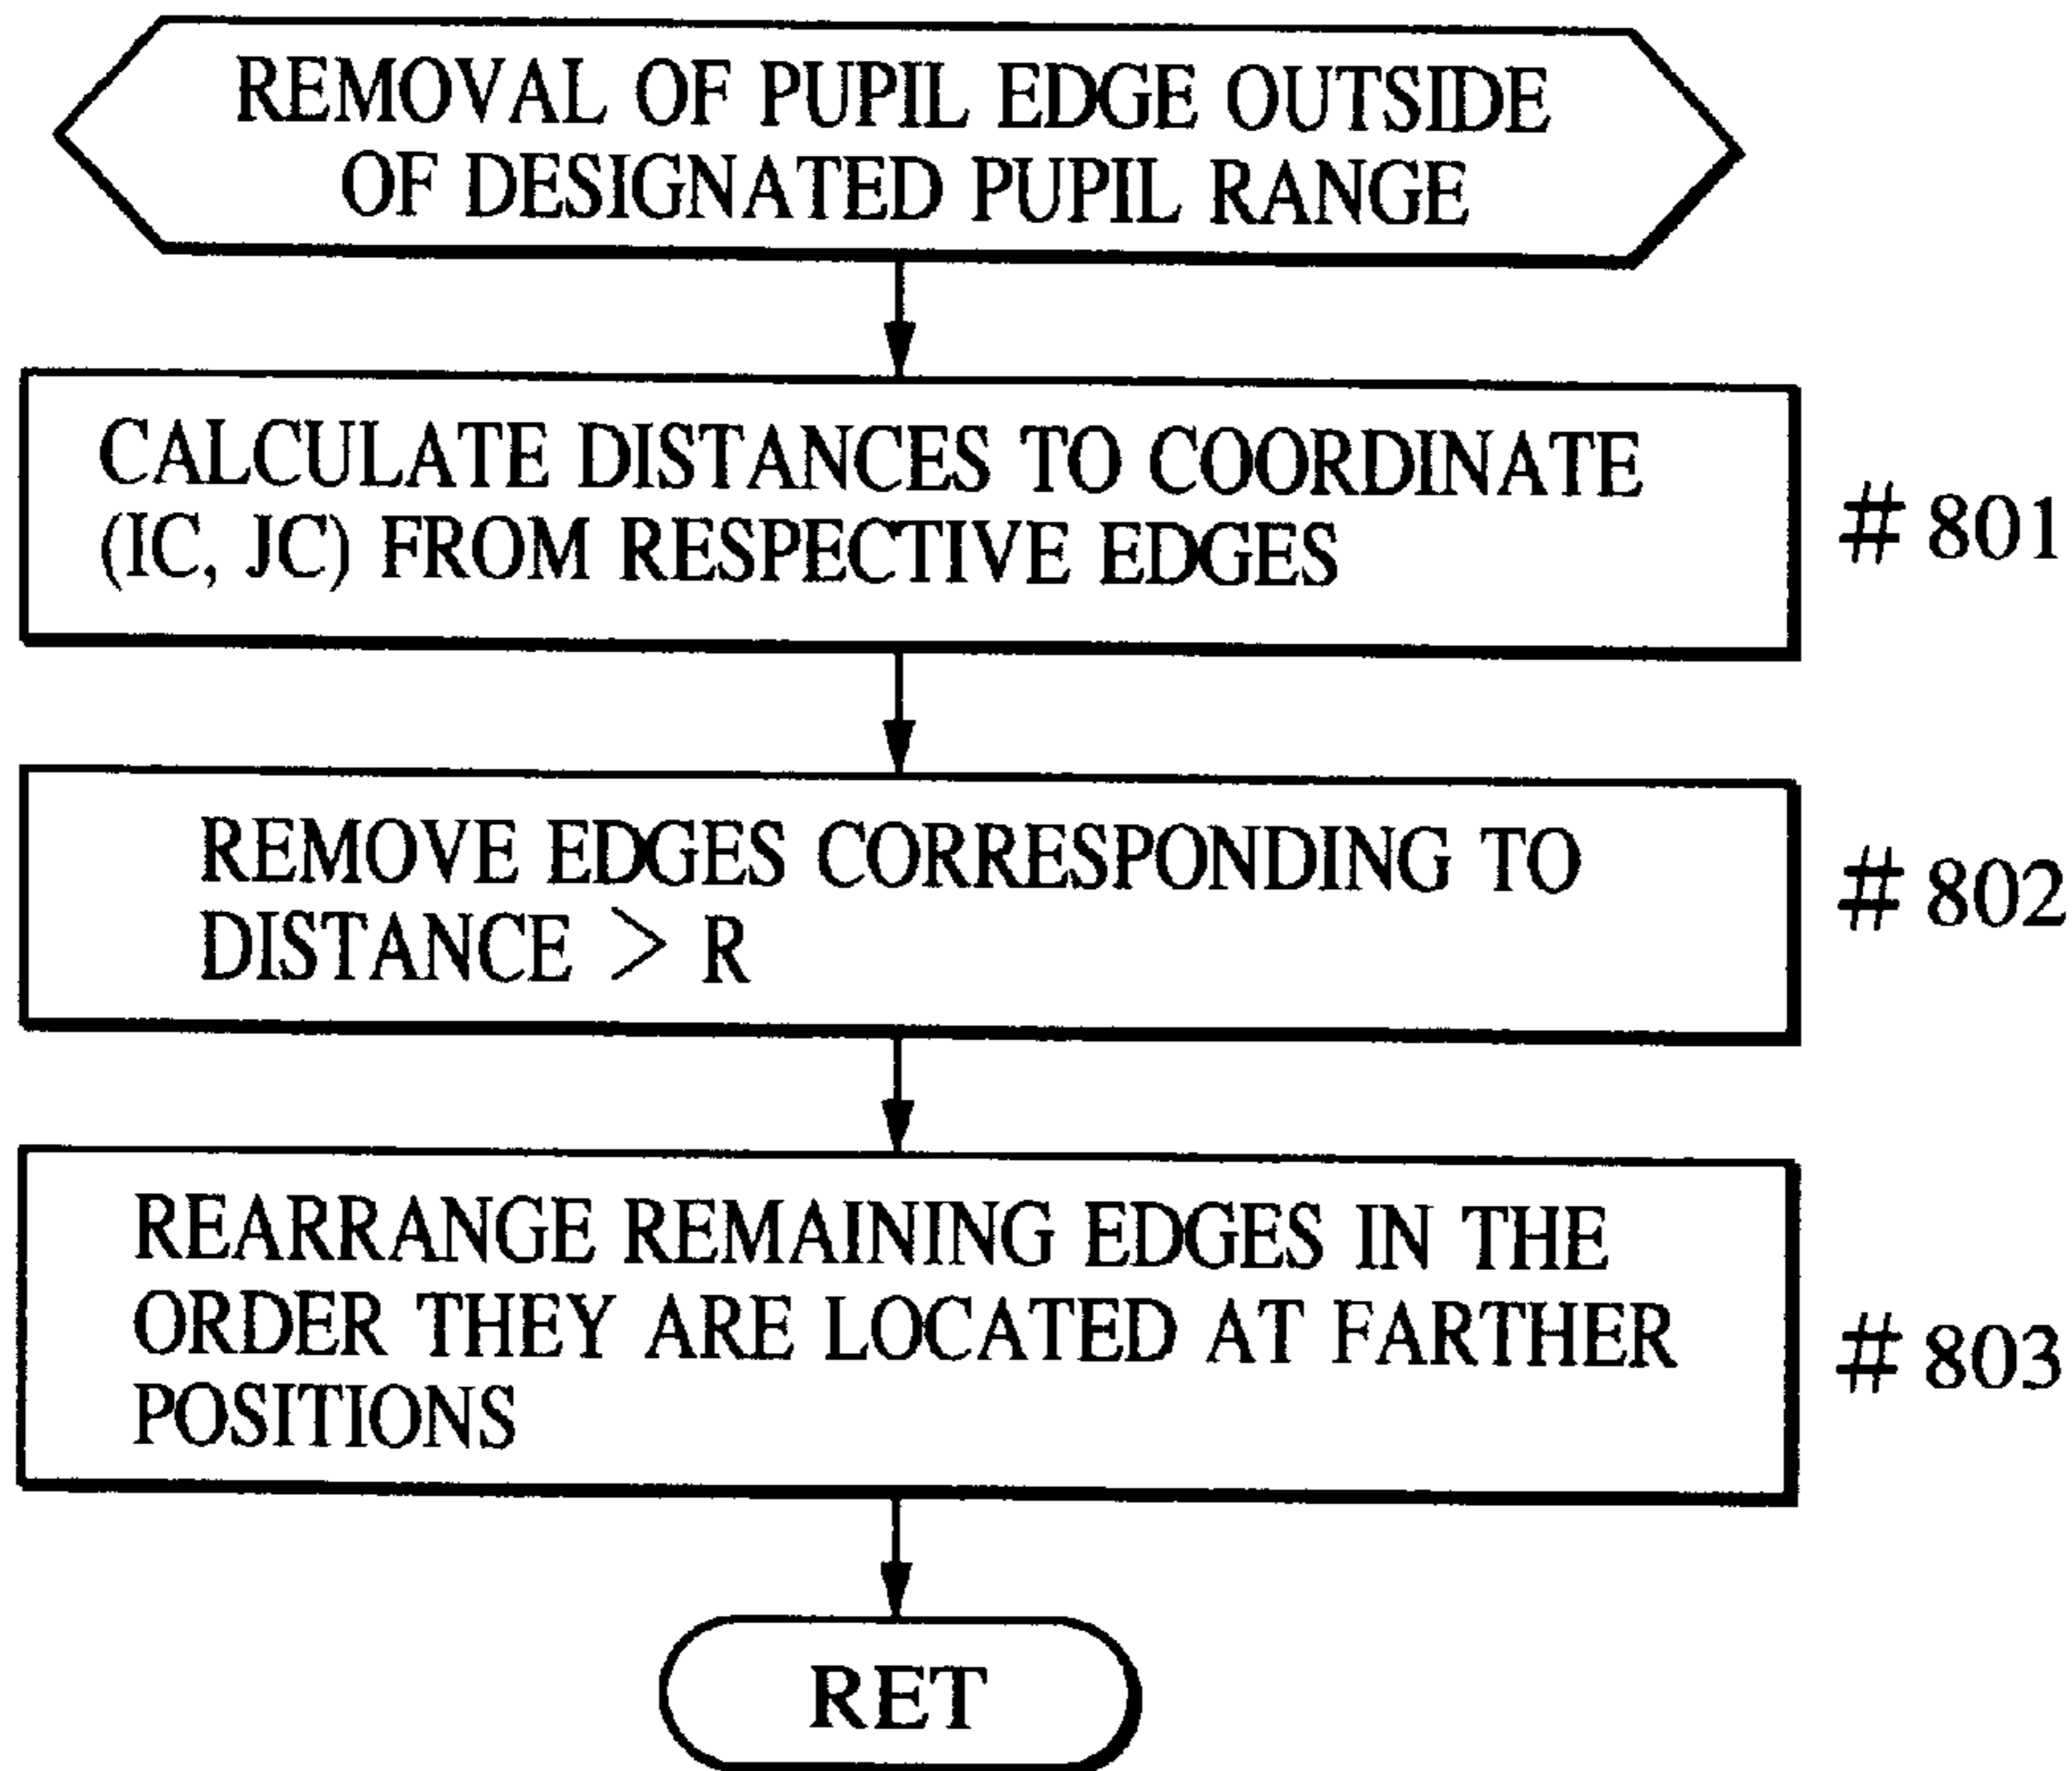 REMOVAL OF PUPIL EDGE OUTSIDE
OF DESIGNATED PUPIL RANGE
CALCULATE DISTANCES TO COORDINATE
(IC, JC) FROM RESPECTIVE EDGES
# 801
REMOVE EDGES CORRESPONDING TO
DISTANCE > R
# 802
REARRANGE REMAINING EDGES IN THE
ORDER THEY ARE LOCATED AT FARTHER
POSITIONS
# 803
RET